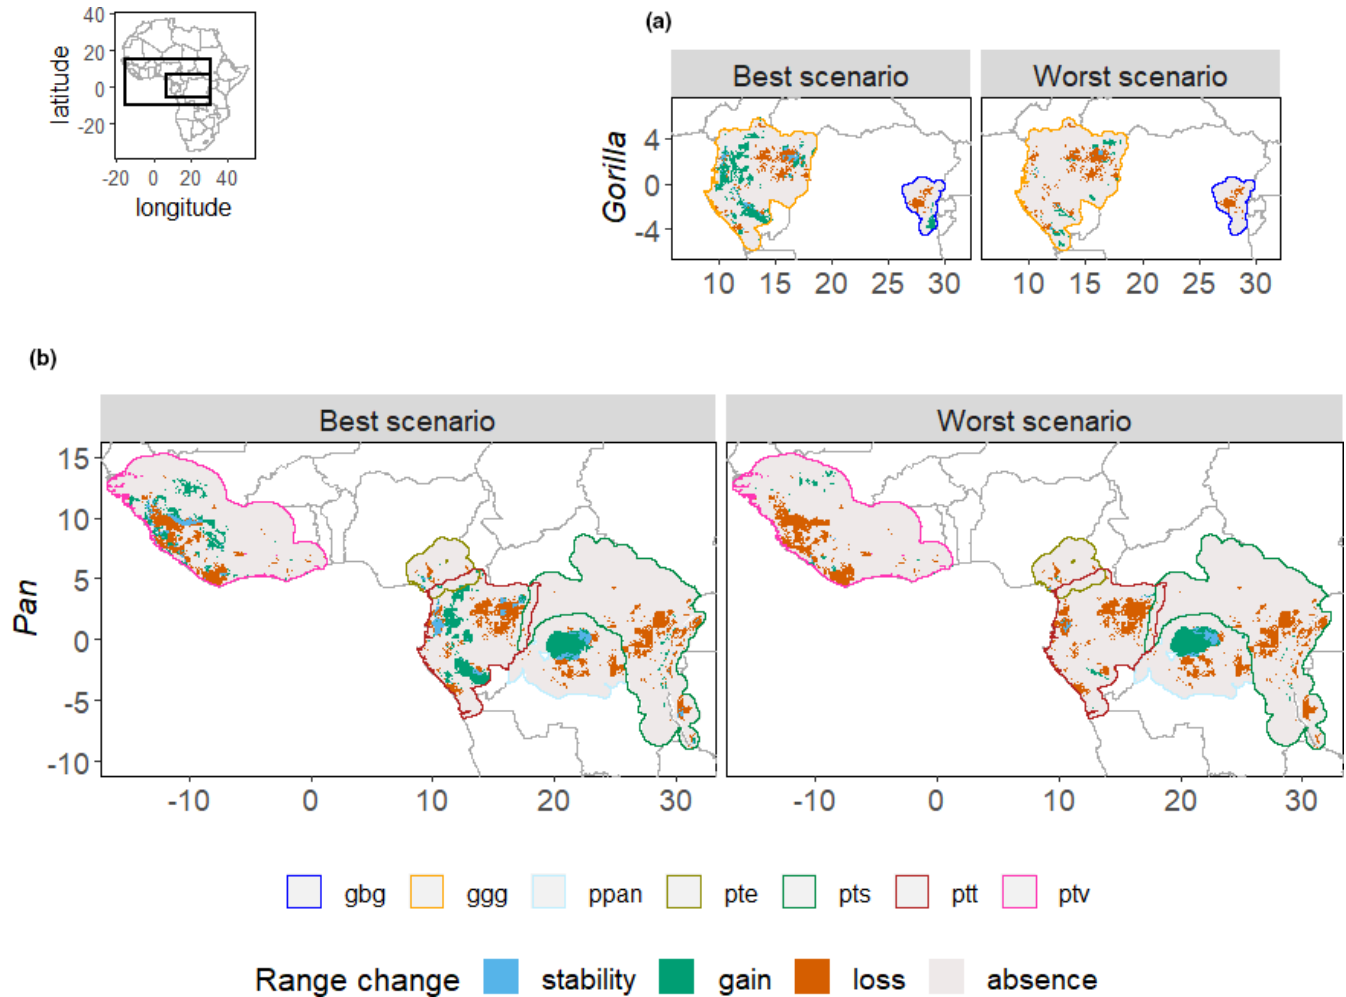 40
20
0
-20
latitude
-20 0 20 40
longitude
(a)
Best scenario Worst scenario
Gorilla
4
0
-4
10 15 20 25 30 10 15 20 25 30
(b)
Best scenario Worst scenario
Pan
15
10
5
0
-5
-10
-10 0 10 20 30 -10 0 10 20 30
gbg ggg ppan pte pts ptt ptv
Range change stability gain loss absence